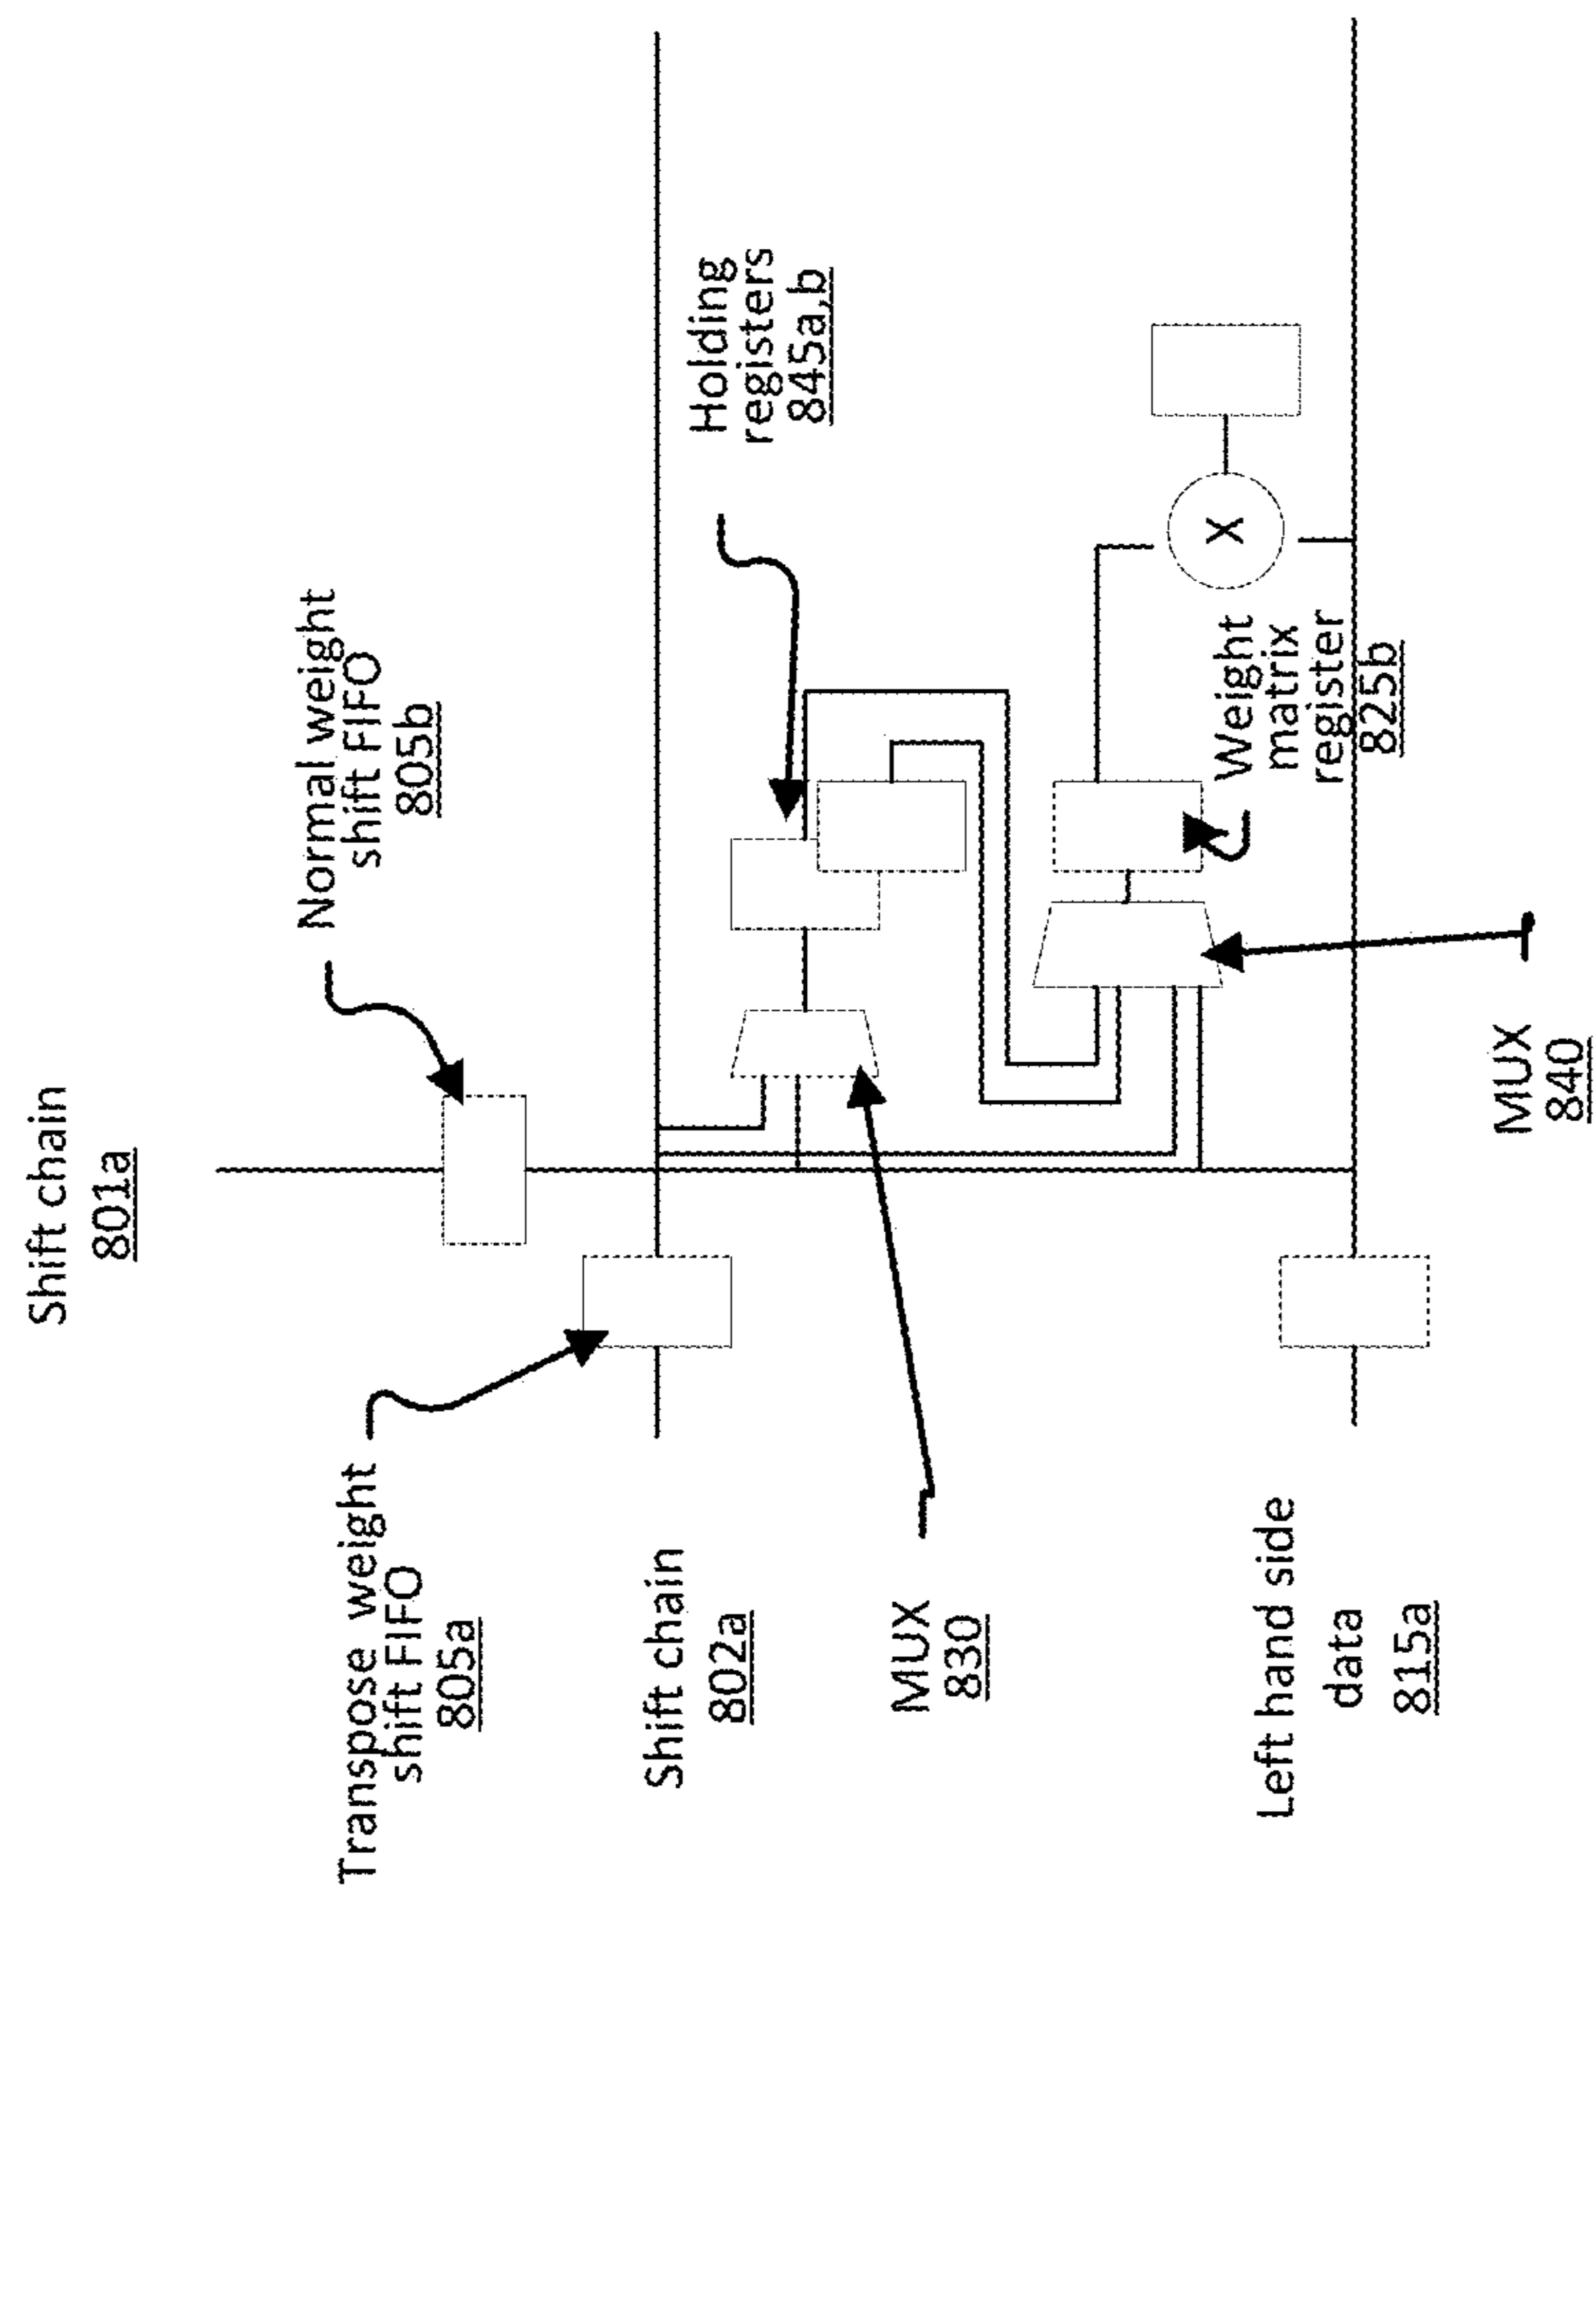 Shift chain
801a
Normal weight
shift FIFO
805b
Transpose weight
shift FIFO
805a
Holding
registers
845a,b
Shift chain
802a
MUX
830
X
Weight
matrix
register
825b
Left hand side
data
815a
MUX
840